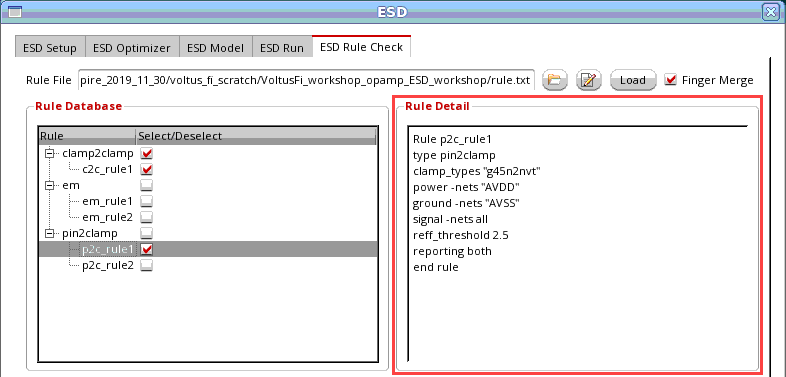 ESD
ESD Setup ESD Optimizer ESD Model ESD Run ESD Rule Check
Rule File pire_2019_11_30/voltus_fi_scratch/VoltusFi_workshop_opamp_ESD_workshop/rule.txt Load Finger Merge
Rule Database
Rule Select/Deselect
clamp2clamp
c2c_rule1
em
em_rule1
em_rule2
pin2clamp
p2c_rule1
p2c_rule2
Rule Detail
Rule p2c_rule1
type pin2clamp
clamp_types "g45n2nvt"
power -nets "AVDD"
ground -nets "AVSS"
signal -nets all
reff_threshold 2.5
reporting both
end rule